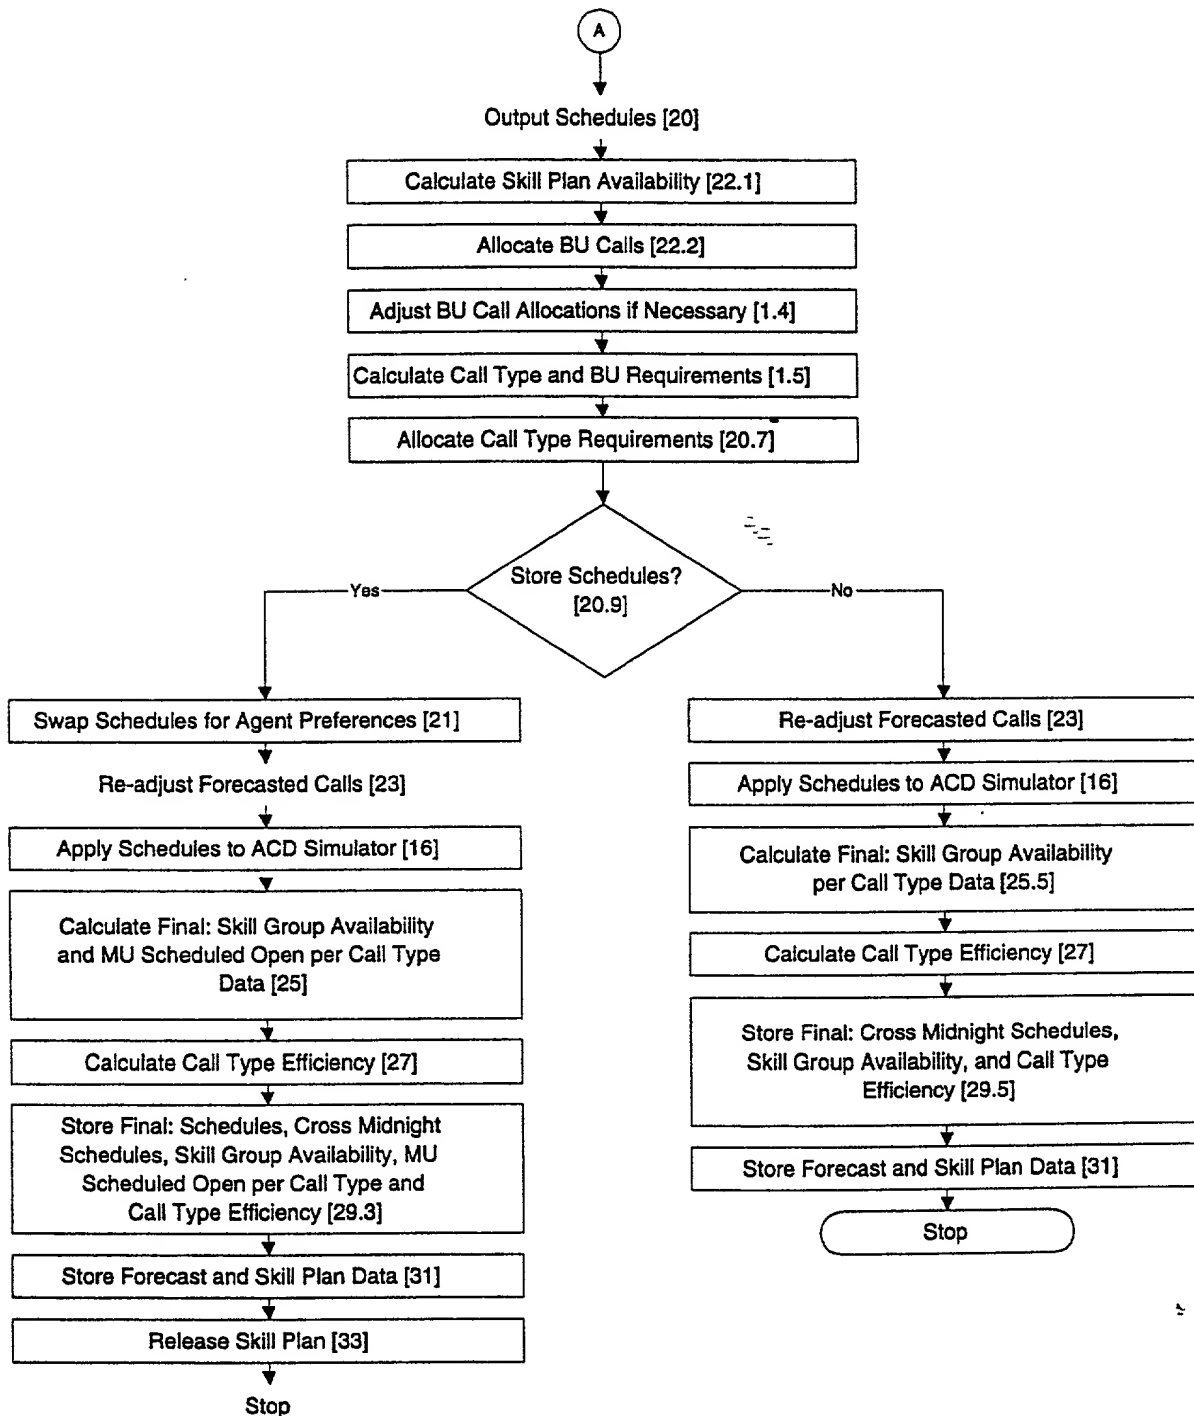 A
Output Schedules [20]
Calculate Skill Plan Availability [22.1]
Allocate BU Calls [22.2]
Adjust BU Call Allocations if Necessary [1.4]
Calculate Call Type and BU Requirements [1.5]
Allocate Call Type Requirements [20.7]
Store Schedules?
[20.9]
Yes
No
Swap Schedules for Agent Preferences [21]
Re-adjust Forecasted Calls [23]
Apply Schedules to ACD Simulator [16]
Calculate Final: Skill Group Availability
and MU Scheduled Open per Call Type
Data [25]
Calculate Call Type Efficiency [27]
Store Final: Schedules, Cross Midnight
Schedules, Skill Group Availability, MU
Scheduled Open per Call Type and
Call Type Efficiency [29.3]
Store Forecast and Skill Plan Data [31]
Release Skill Plan [33]
Stop
Re-adjust Forecasted Calls [23]
Apply Schedules to ACD Simulator [16]
Calculate Final: Skill Group Availability
per Call Type Data [25.5]
Calculate Call Type Efficiency [27]
Store Final: Cross Midnight Schedules,
Skill Group Availability, and Call Type
Efficiency [29.5]
Store Forecast and Skill Plan Data [31]
Stop